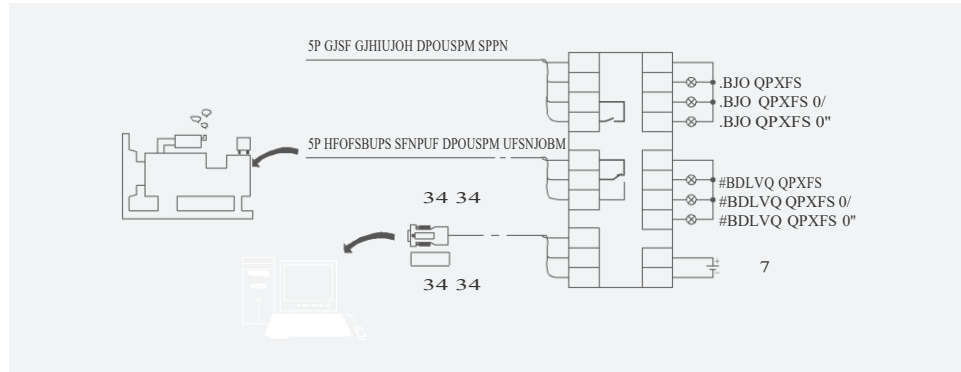 5P GJSF GJHIUJOH DPOUSPM SPPN
.BJO QPXFS
.BJO QPXFS 0/
.BJO QPXFS 0"
5P HFOFSBUPS SFNPUF DPOUSPM UFSNJOBM
#BDLVQ QPXFS
#BDLVQ QPXFS 0/
#BDLVQ QPXFS 0"
34 34
34 34
7
+
-